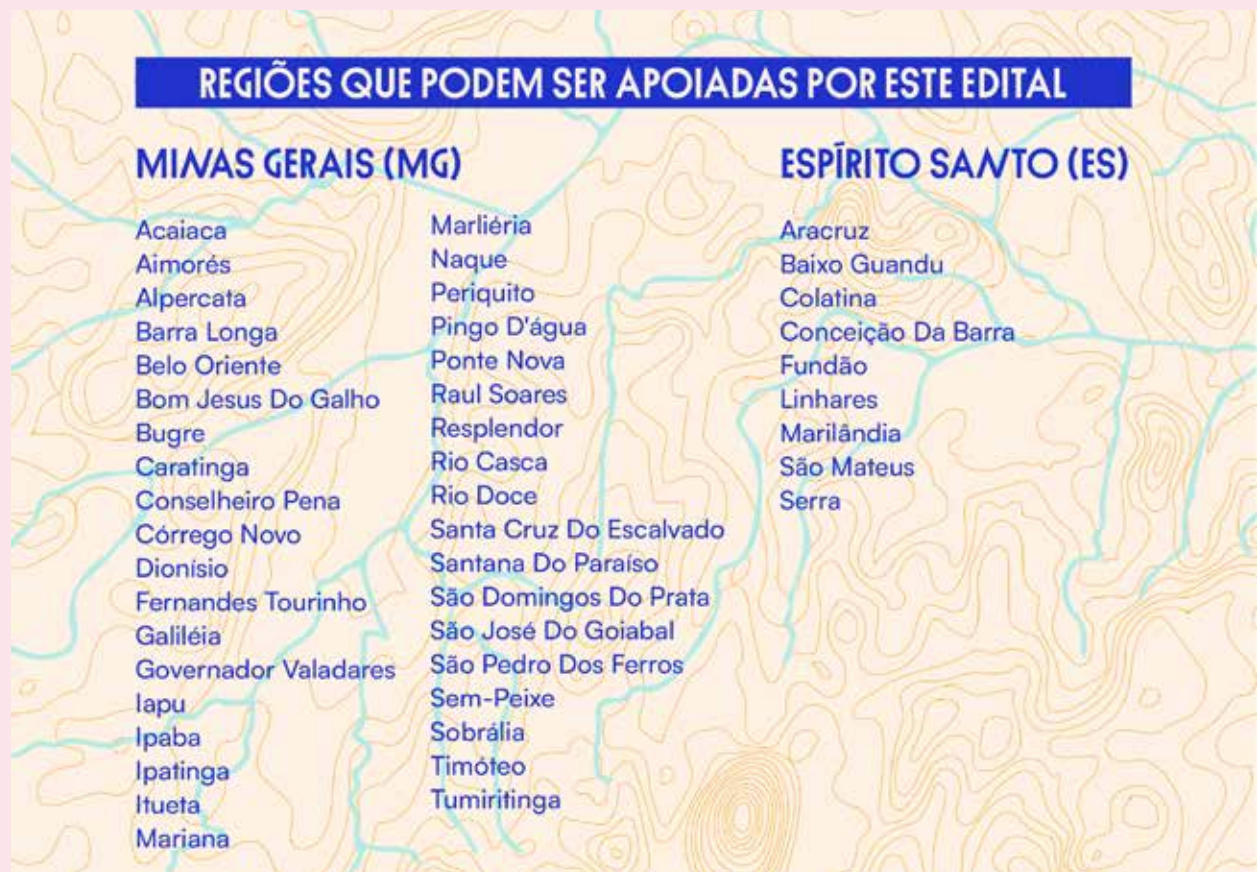 REGIÕES QUE PODEM SER APOIADAS POR ESTE EDITAL
MINAS GERAIS (MG)
Acaiaca
Aimorés
Alpercata
Barra Longa
Belo Oriente
Bom Jesus Do Galho
Bugre
Caratinga
Conselheiro Pena
Córrego Novo
Dionísio
Fernandes Tourinho
Galiléia
Governador Valadares
Iapu
Ipaba
Ipatinga
Itueta
Mariana
Marliéria
Naque
Periquito
Pingo D'água
Ponte Nova
Raul Soares
Resplendor
Rio Casca
Rio Doce
Santa Cruz Do Escalvado
Santana Do Paraíso
São Domingos Do Prata
São José Do Goiabal
São Pedro Dos Ferros
Sem-Peixe
Sobrália
Timóteo
Tumiritinga
ESPÍRITO SANTO (ES)
Aracruz
Baixo Guandu
Colatina
Conceição Da Barra
Fundão
Linhares
Marilândia
São Mateus
Serra